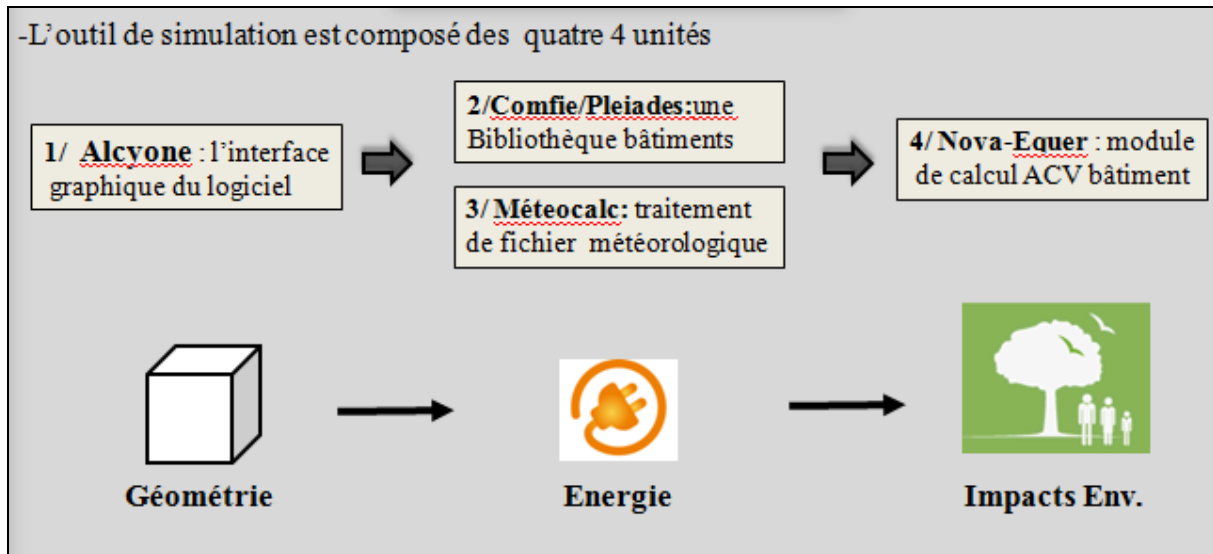 -L'outil de simulation est composé des quatre 4 unités
1/ Alcyone : l'interface
graphique du logiciel
2/Comfie/Pleiades:une
Bibliothèque bâtiments
3/ Méteocalc: traitement
de fichier météorologique
4/ Nova-Equer : module
de calcul ACV bâtiment
Géométrie
Energie
Impacts Env.